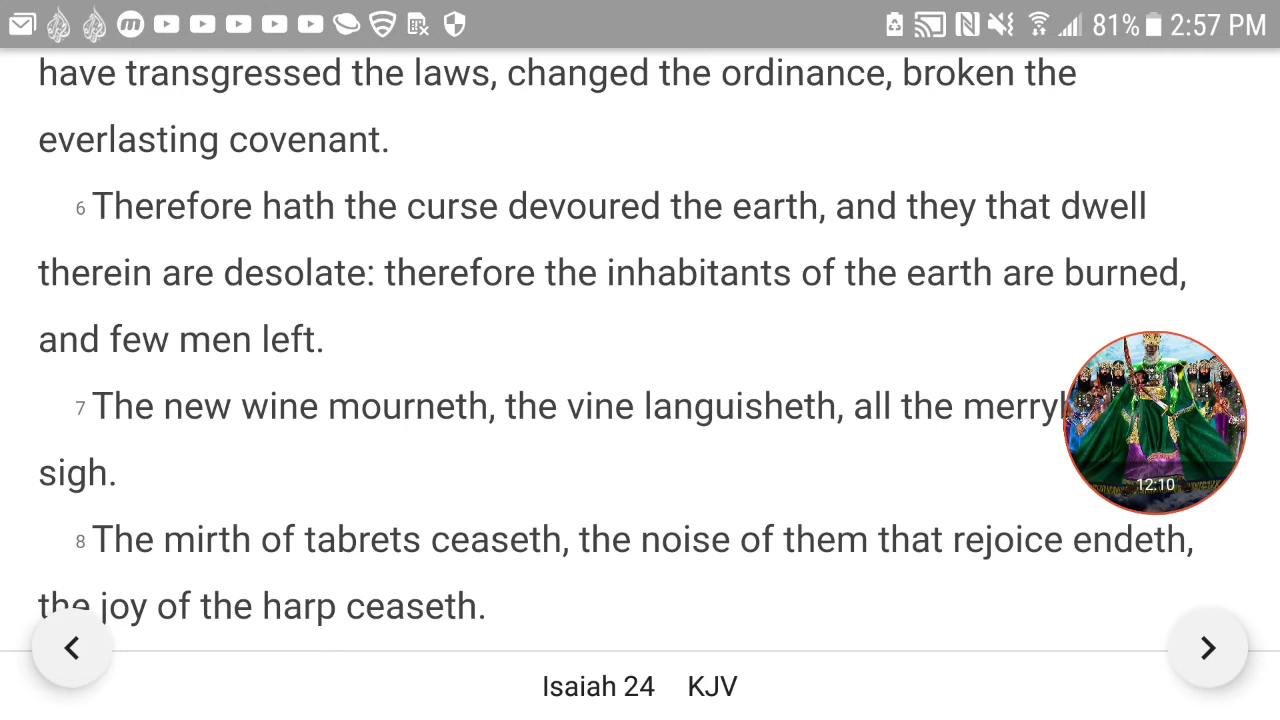 81% 2:57 PM
have transgressed the laws, changed the ordinance, broken the
everlasting covenant.
6 Therefore hath the curse devoured the earth, and they that dwell
therein are desolate: therefore the inhabitants of the earth are burned,
and few men left.
7 The new wine mourneth, the vine languisheth, all the
sigh.
12:10
8 The mirth of tabrets ceaseth, the noise of them that rejoice endeth,
the joy of the harp ceaseth.
Isaiah 24 KJV